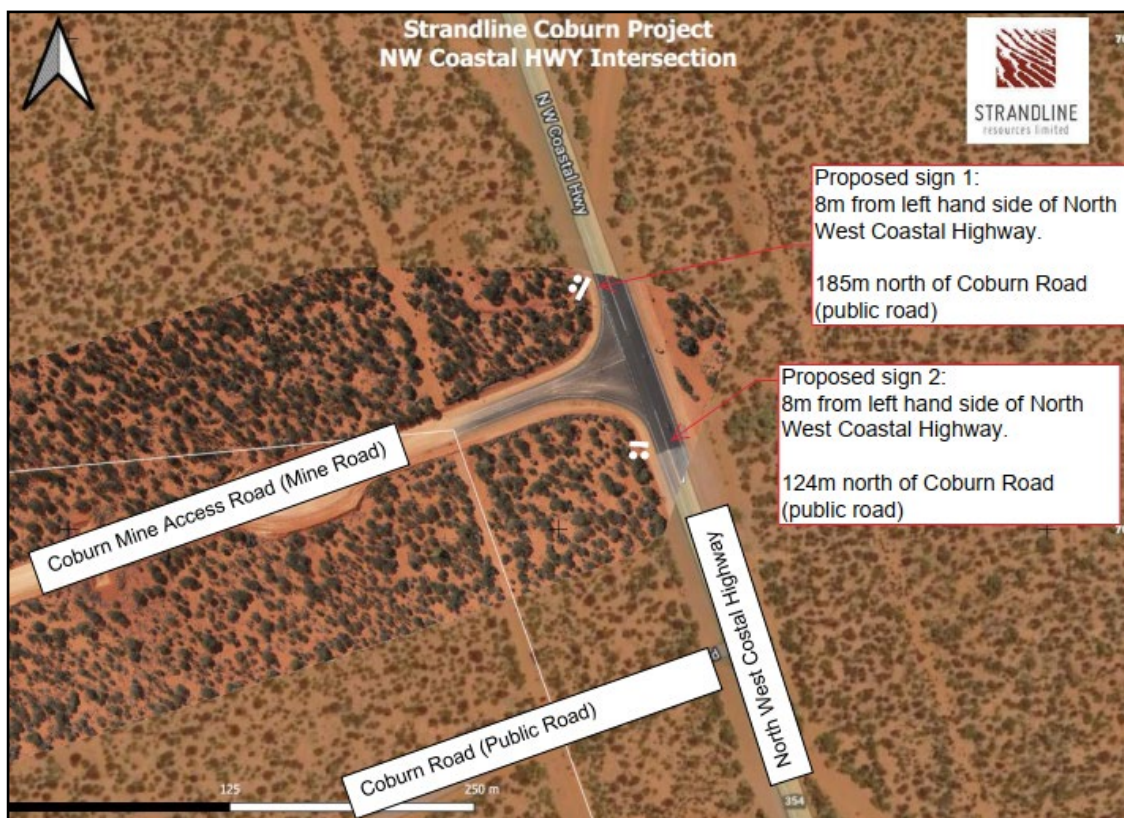 Strandline Coburn Project
NW Coastal HWY Intersection
STRANDLINE
resources limited
N W Coastal Hwy
Proposed sign 1:
8m from left hand side of North
West Coastal Highway.
185m north of Coburn Road
(public road)
Proposed sign 2:
8m from left hand side of North
West Coastal Highway.
124m north of Coburn Road
(public road)
Coburn Mine Access Road (Mine Road)
North West Costal Highway
Coburn Road (Public Road)
125
250 m
354